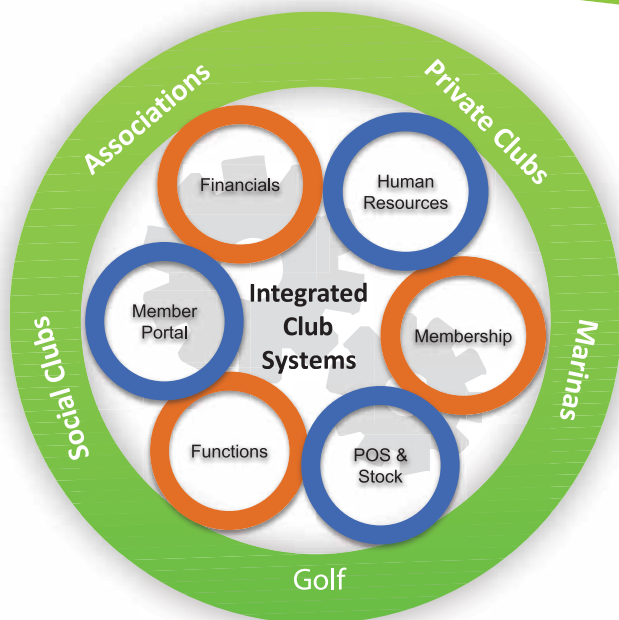 Associations
Private Clubs
Financials
Human
Resources
Integrated
Club
Systems
Member
Portal
Membership
Social Clubs
Marinas
Functions
POS &
Stock
Golf